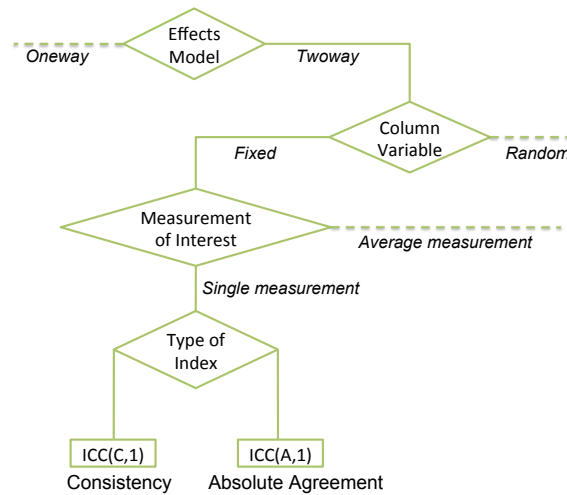 Effects
Model
Oneway
Twoway
Column
Variable
Fixed
Random
Measurement
of Interest
Average measurement
Single measurement
Type of
Index
ICC(C,1)
ICC(A,1)
Consistency
Absolute Agreement